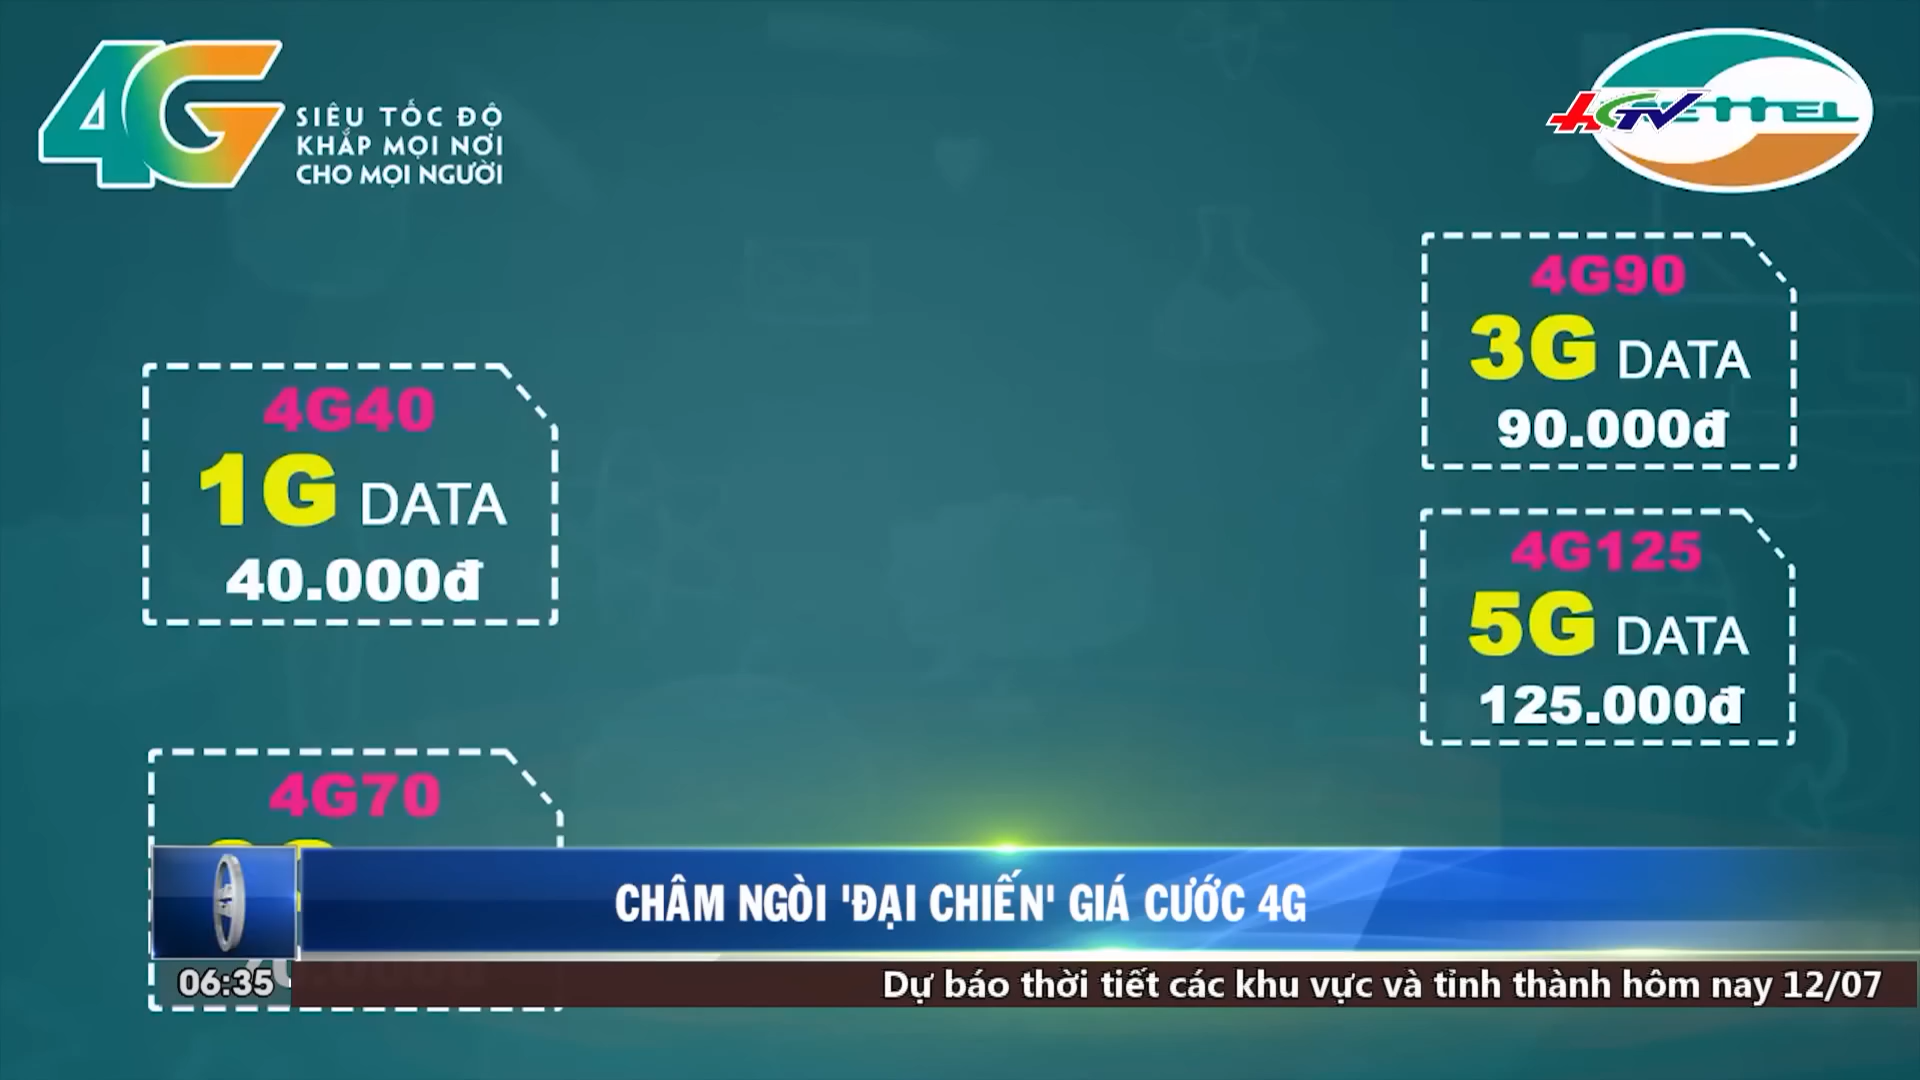 4G
SIÊU TỐC ĐỘ
KHẮP MỌI NƠI
CHO MỌI NGƯỜI
HGTV
4G40
1G DATA
40.000đ
4G90
3G DATA
90.000đ
4G125
5G DATA
125.000đ
4G70
CHÂM NGÒI 'ĐẠI CHIẾN' GIÁ CƯỚC 4G
06:35
Dự báo thời tiết các khu vực và tỉnh thành hôm nay 12/07